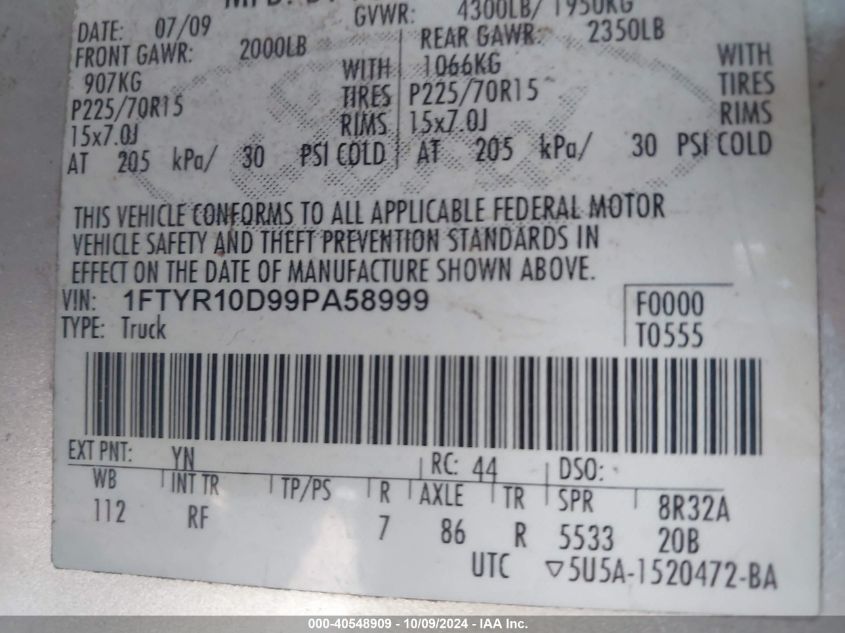 GVWR: 4300LB/ 1950KG
DATE: 07/09
FRONT GAWR: 2000LB REAR GAWR: 2350LB
907KG WITH 1066KG WITH
P225/70R15 TIRES P225/70R15 TIRES
15x7.0J RIMS 15x7.0J RIMS
AT 205 kPa/ 30 PSI COLD AT 205 kPa/ 30 PSI COLD
THIS VEHICLE CONFORMS TO ALL APPLICABLE FEDERAL MOTOR
VEHICLE SAFETY AND THEFT PREVENTION STANDARDS IN
EFFECT ON THE DATE OF MANUFACTURE SHOWN ABOVE.
VIN: 1FTYR10D99PA58999 F0000
TYPE: Truck T0555
EXT PNT: YN RC: 44 DSO:
WB INT TR TP/PS R AXLE TR SPR 8R32A
112 RF 7 86 R 5533 20B
UTC ▽5U5A-1520472-BA
000-40548909 - 10/09/2024 - IAA Inc.